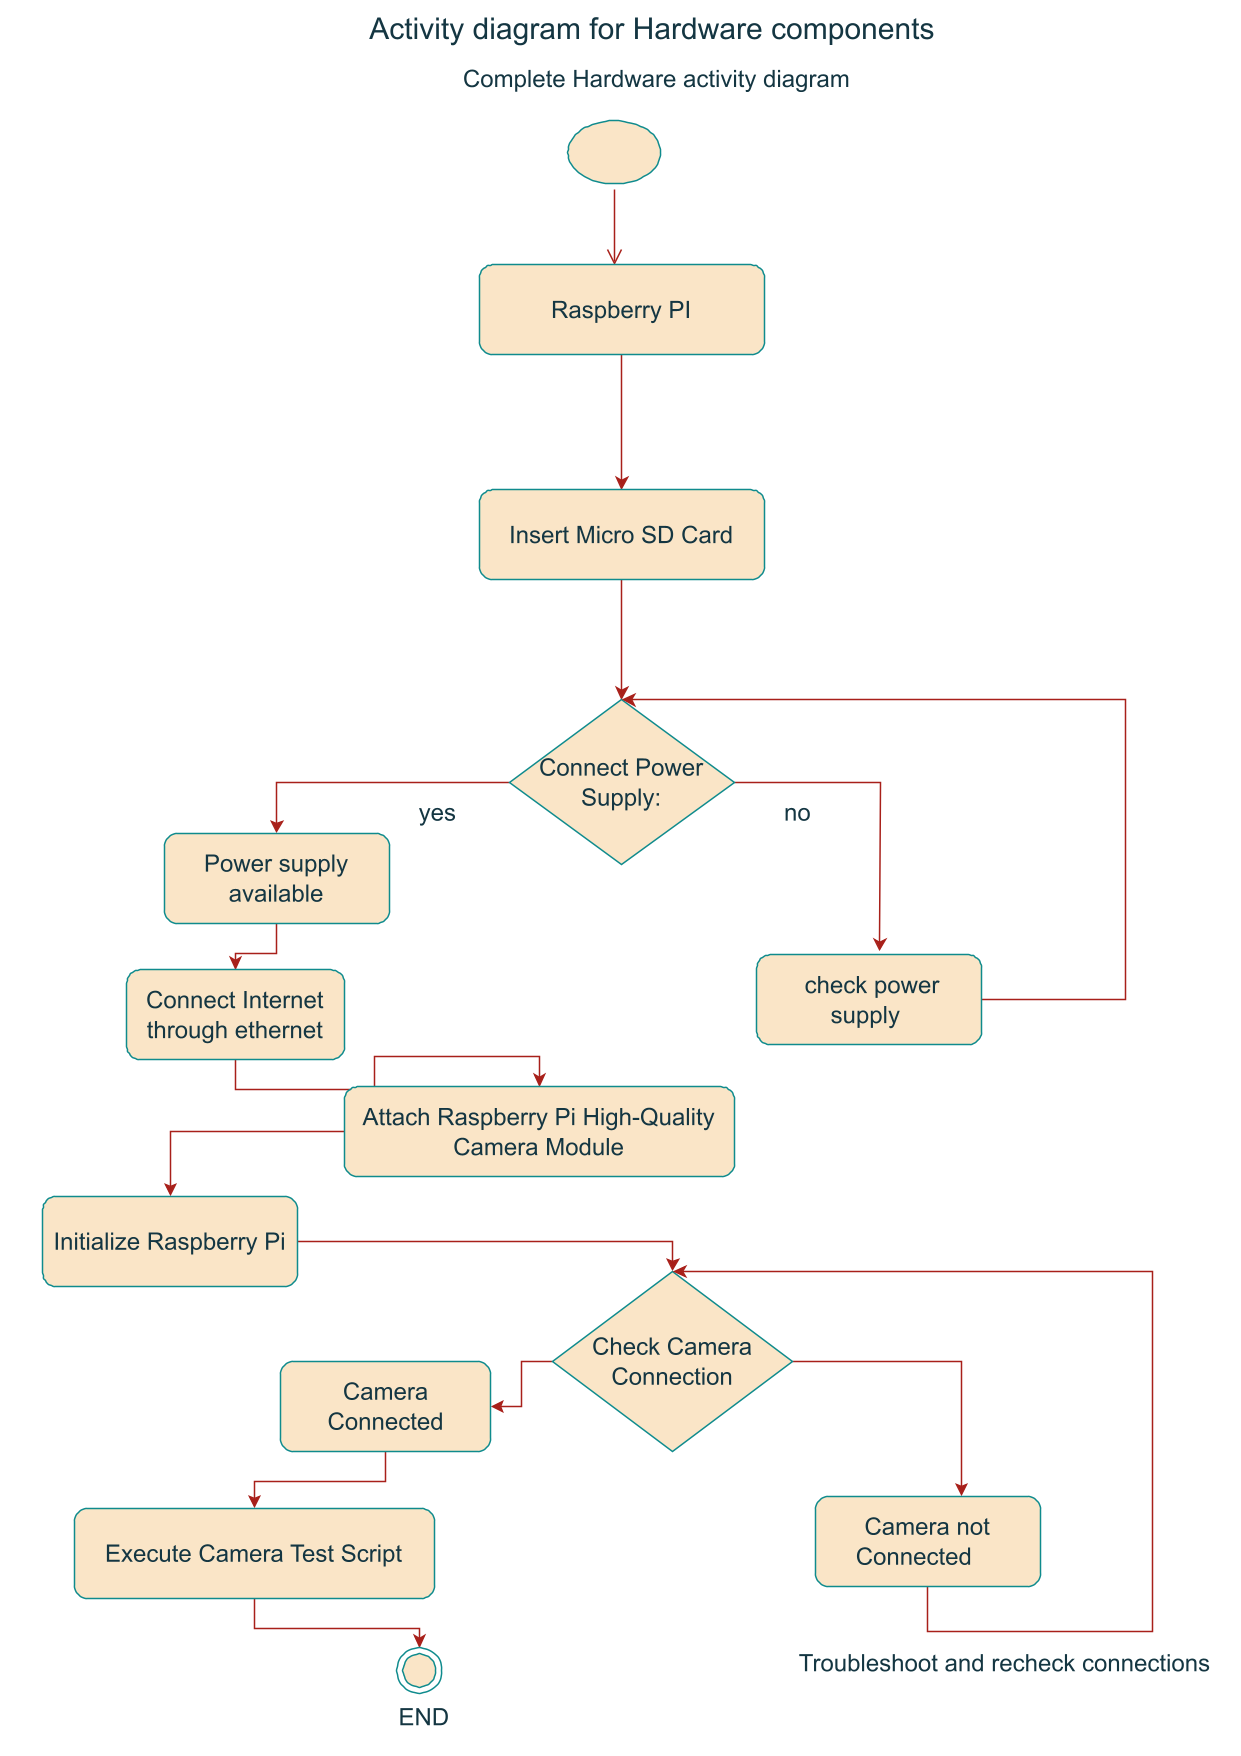 Activity diagram for Hardware components
Complete Hardware activity diagram
Raspberry PI
Insert Micro SD Card
Connect Power
Supply:
yes
no
Power supply
available
check power
supply
Connect Internet
through ethernet
Attach Raspberry Pi High-Quality
Camera Module
Initialize Raspberry Pi
Check Camera
Connection
Camera
Connected
Camera not
Connected
Execute Camera Test Script
Troubleshoot and recheck connections
END